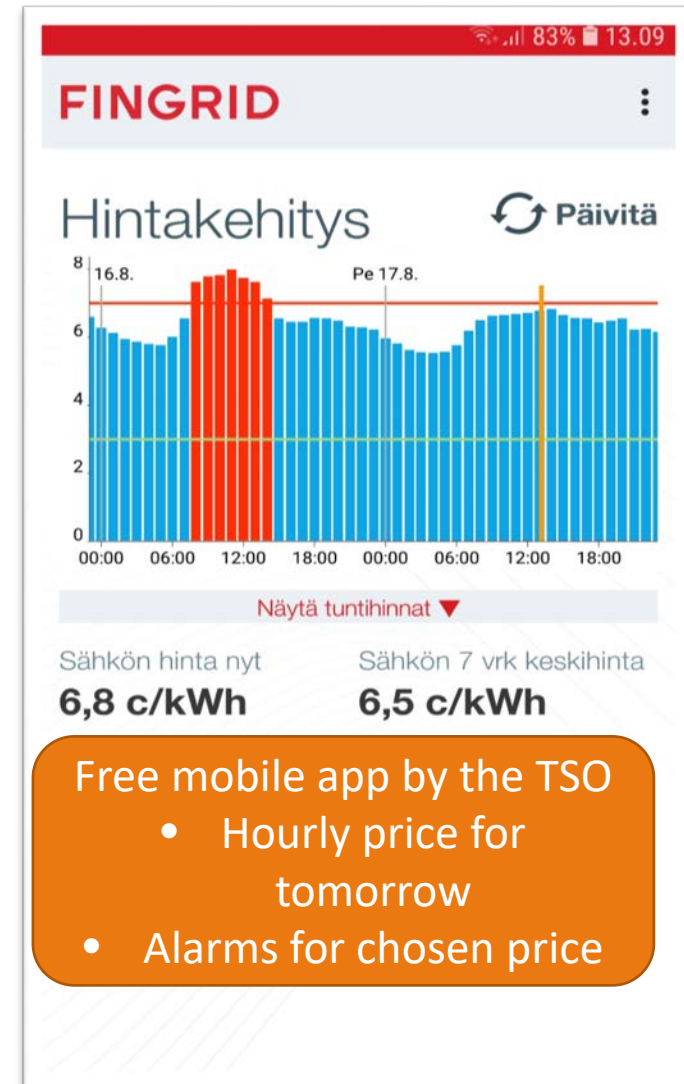 83% 13.09
FINGRID
Hintakehitys Päivitä
8 16.8. Pe 17.8.
6
4
2
0
00:00 06:00 12:00 18:00 00:00 06:00 12:00 18:00
Näytä tuntihinnat ▼
Sähkön hinta nyt Sähkön 7 vrk keskihinta
6,8 c/kWh 6,5 c/kWh
Free mobile app by the TSO
• Hourly price for
tomorrow
• Alarms for chosen price